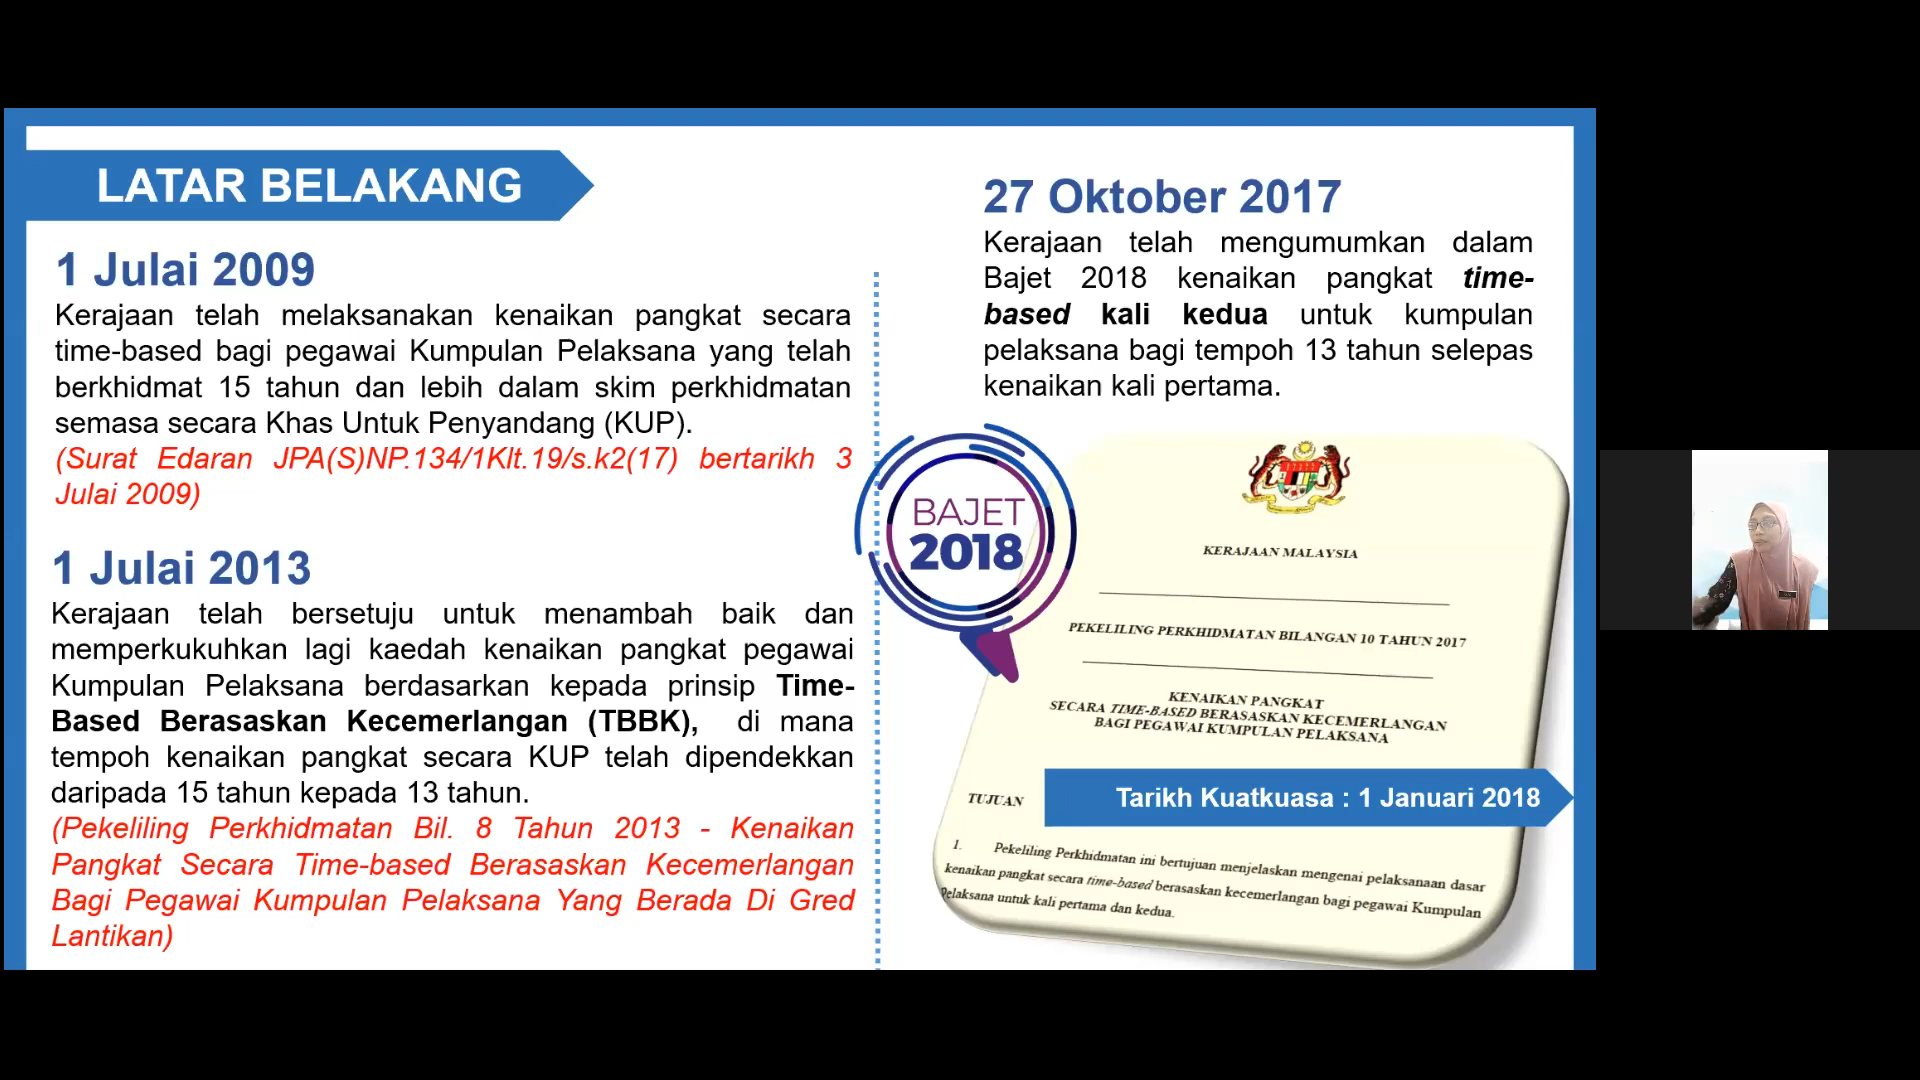 LATAR BELAKANG
1 Julai 2009
Kerajaan telah melaksanakan kenaikan pangkat secara
time-based bagi pegawai Kumpulan Pelaksana yang telah
berkhidmat 15 tahun dan lebih dalam skim perkhidmatan
semasa secara Khas Untuk Penyandang (KUP).
(Surat Edaran JPA(S)NP.134/1Klt.19/s.k2(17) bertarikh 3
Julai 2009)
1 Julai 2013
Kerajaan telah bersetuju untuk menambah baik dan
memperkukuhkan lagi kaedah kenaikan pangkat pegawai
Kumpulan Pelaksana berdasarkan kepada prinsip Time-
Based Berasaskan Kecemerlangan (TBBK), di mana
tempoh kenaikan pangkat secara KUP telah dipendekkan
daripada 15 tahun kepada 13 tahun.
(Pekeliling Perkhidmatan Bil. 8 Tahun 2013 - Kenaikan
Pangkat Secara Time-based Berasaskan Kecemerlangan
Bagi Pegawai Kumpulan Pelaksana Yang Berada Di Gred
Lantikan)
27 Oktober 2017
Kerajaan telah mengumumkan dalam
Bajet 2018 kenaikan pangkat time-
based kali kedua untuk kumpulan
pelaksana bagi tempoh 13 tahun selepas
kenaikan kali pertama.
BAJET
2018
KERAJAAN MALAYSIA
PEKELILING PERKHIDMATAN BILANGAN 10 TAHUN 2017
KENAIKAN PANGKAT
SECARA TIME-BASED BERASASKAN KECEMERLANGAN
BAGI PEGAWAI KUMPULAN PELAKSANA
TUJUAN
Tarikh Kuatkuasa : 1 Januari 2018
1. Pekeliling Perkhidmatan ini bertujuan menjelaskan mengenai pelaksanaan dasar
kenaikan pangkat secara time-based berasaskan kecemerlangan bagi pegawai Kumpulan
Pelaksana untuk kali pertama dan kedua.